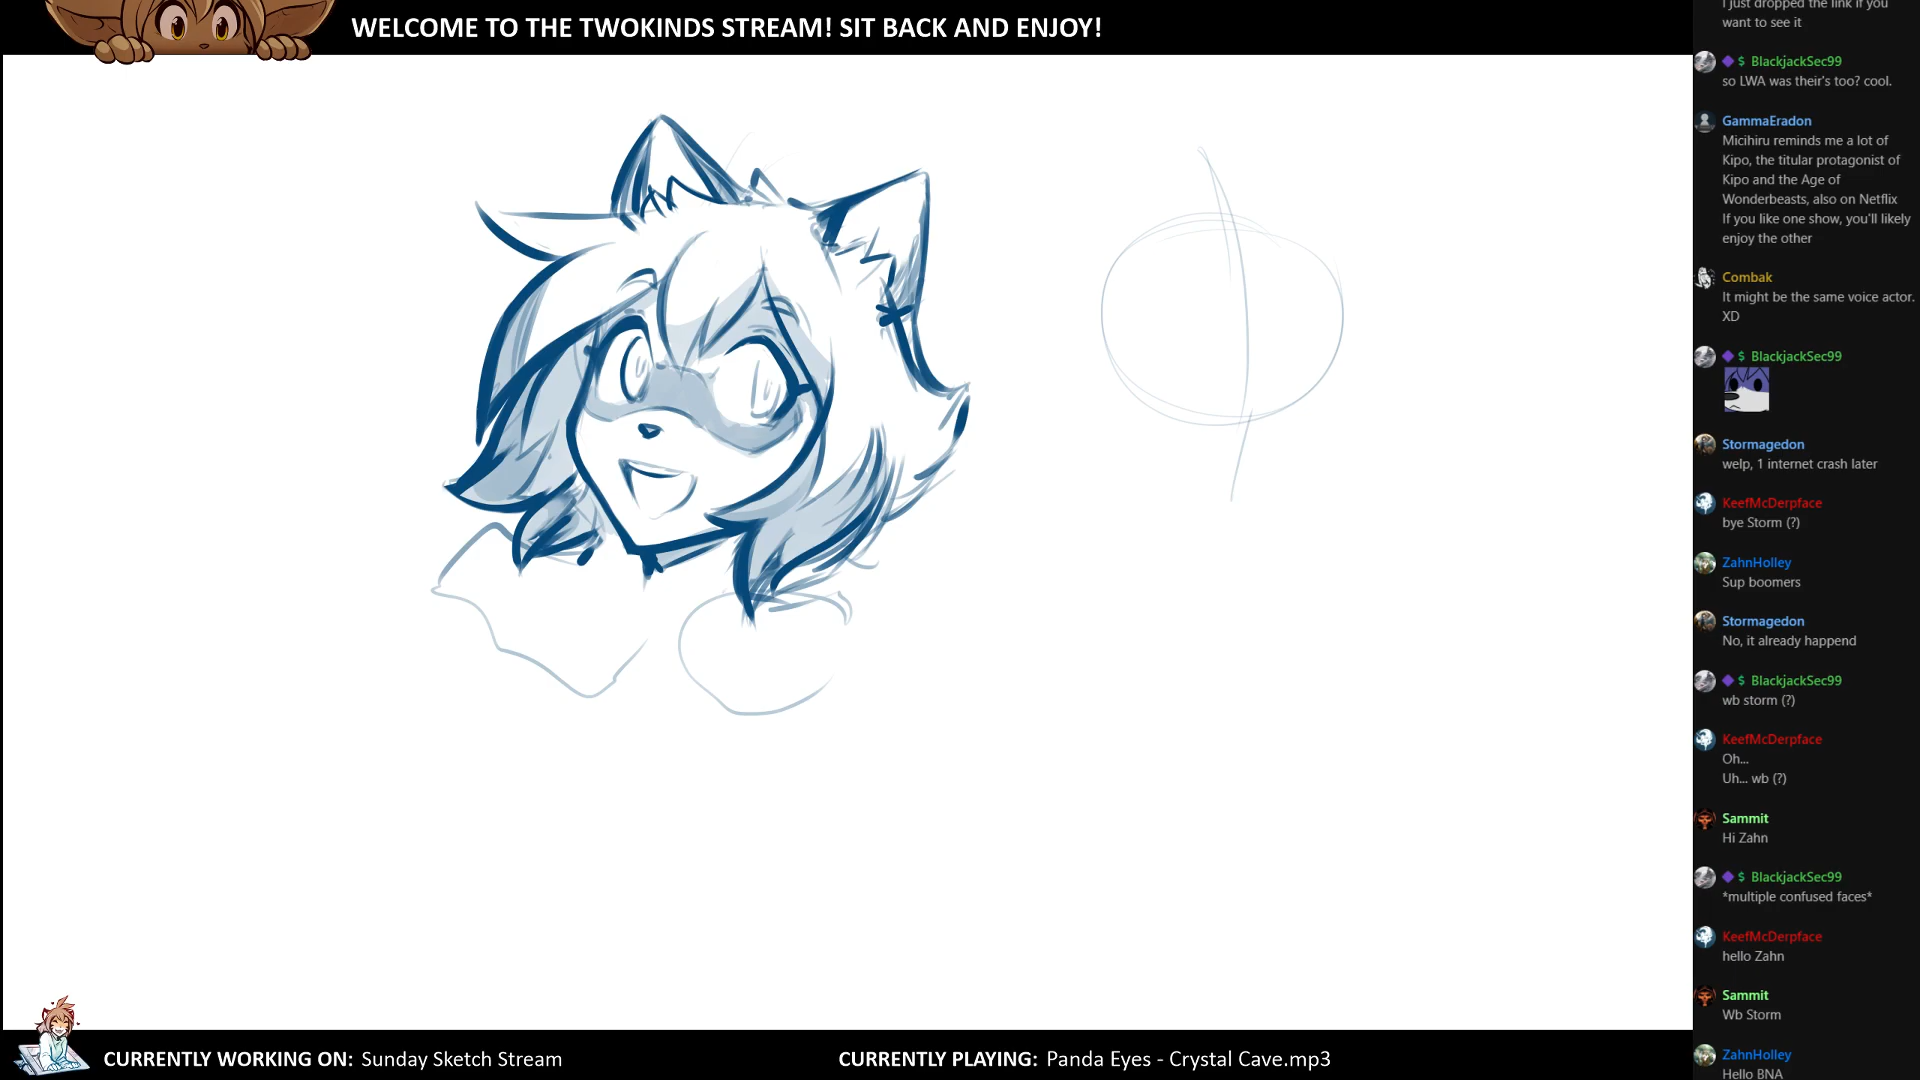 WELCOME TO THE TWOKINDS STREAM! SIT BACK AND ENJOY!
I just dropped the link if you
want to see it
BlackjackSec99
so LWA was their's too? cool.
GammaEradon
Micihiru reminds me a lot of
Kipo, the titular protagonist of
Kipo and the Age of
Wonderbeasts, also on Netflix
If you like one show, you'll likely
enjoy the other
Combak
It might be the same voice actor.
XD
BlackjackSec99
Stormagedon
welp, 1 internet crash later
KeefMcDerpface
bye Storm (?)
ZahnHolley
Sup boomers
Stormagedon
No, it already happend
BlackjackSec99
wb storm (?)
KeefMcDerpface
Oh...
Uh... wb (?)
Sammit
Hi Zahn
BlackjackSec99
*multiple confused faces*
KeefMcDerpface
hello Zahn
Sammit
Wb Storm
ZahnHolley
Hello BNA
CURRENTLY WORKING ON: Sunday Sketch Stream
CURRENTLY PLAYING: Panda Eyes - Crystal Cave.mp3